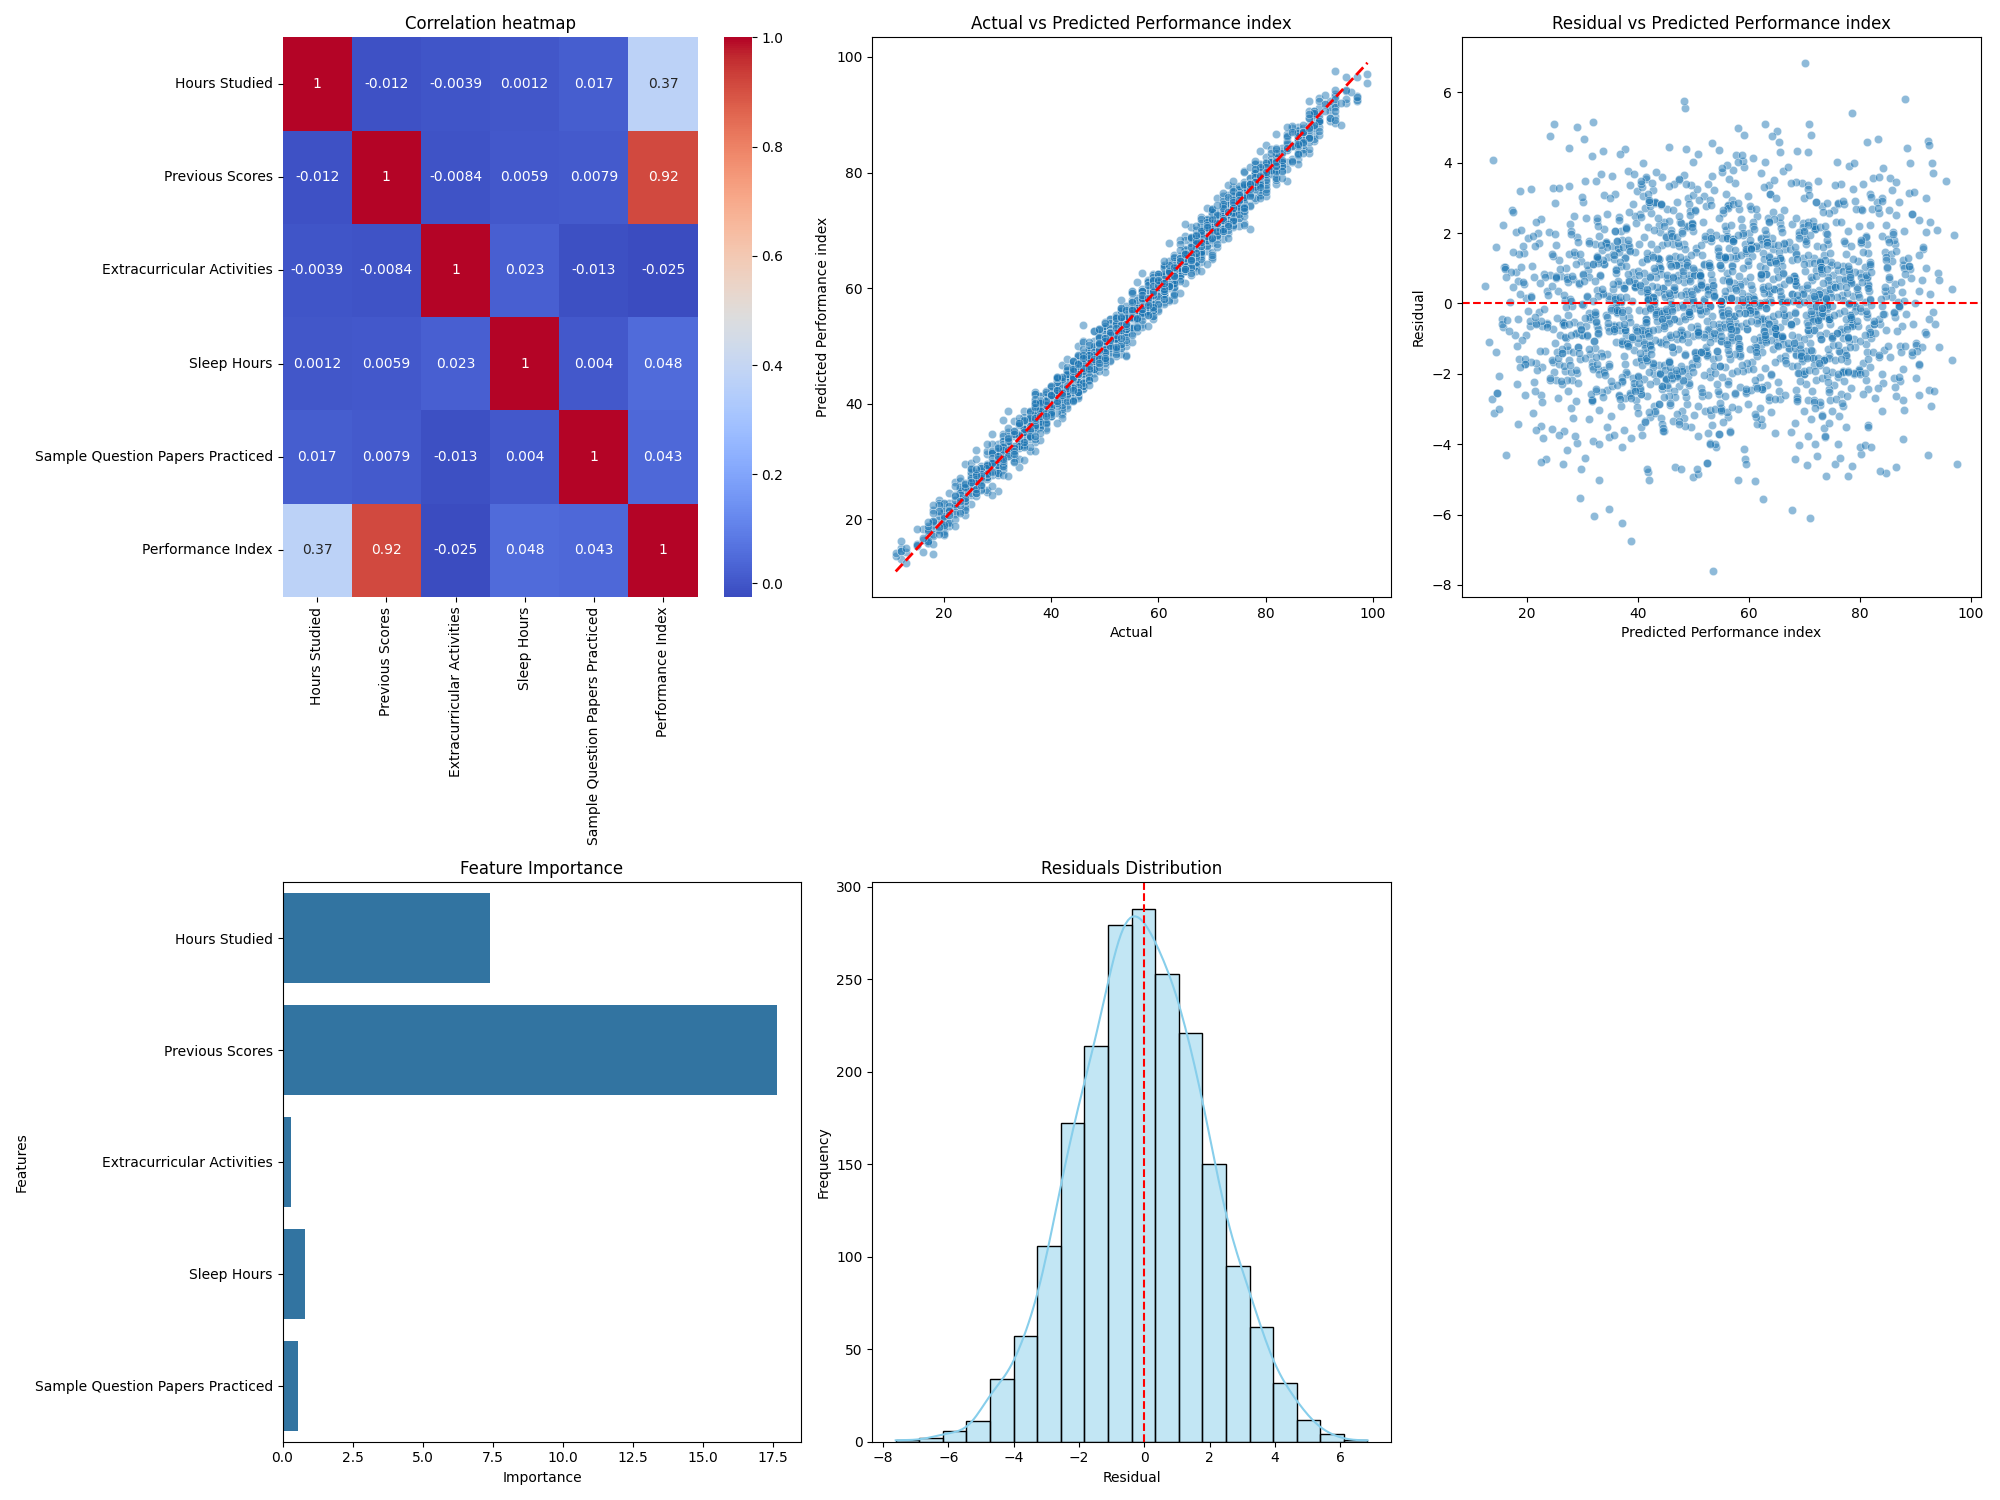 Correlation heatmap
Hours Studied
1 -0.012 -0.0039 0.0012 0.017 0.37
Previous Scores
-0.012 1 -0.0084 0.0059 0.0079 0.92
Extracurricular Activities
-0.0039 -0.0084 1 0.023 -0.013 -0.025
Sleep Hours
0.0012 0.0059 0.023 1 0.004 0.048
Sample Question Papers Practiced
0.017 0.0079 -0.013 0.004 1 0.043
Performance Index
0.37 0.92 -0.025 0.048 0.043 1
Hours Studied
Previous Scores
Extracurricular Activities
Sleep Hours
Sample Question Papers Practiced
Performance Index
1.0
0.8
0.6
0.4
0.2
0.0
Actual vs Predicted Performance index
Predicted Performance index
100
80
60
40
20
20 40 60 80 100
Actual
Residual vs Predicted Performance index
Residual
6
4
2
0
−2
−4
−6
−8
20 40 60 80 100
Predicted Performance index
Feature Importance
Features
Hours Studied
Previous Scores
Extracurricular Activities
Sleep Hours
Sample Question Papers Practiced
0.0 2.5 5.0 7.5 10.0 12.5 15.0 17.5
Importance
Residuals Distribution
Frequency
300
250
200
150
100
50
0
−8 −6 −4 −2 0 2 4 6
Residual